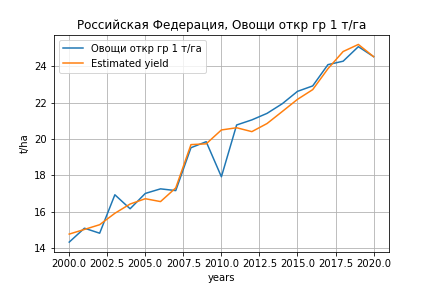 Российская Федерация, Овощи откр гр 1 т/га
Овощи откр гр 1 т/га
Estimated yield
t/ha
24
22
20
18
16
14
2000.0 2002.5 2005.0 2007.5 2010.0 2012.5 2015.0 2017.5 2020.0
years